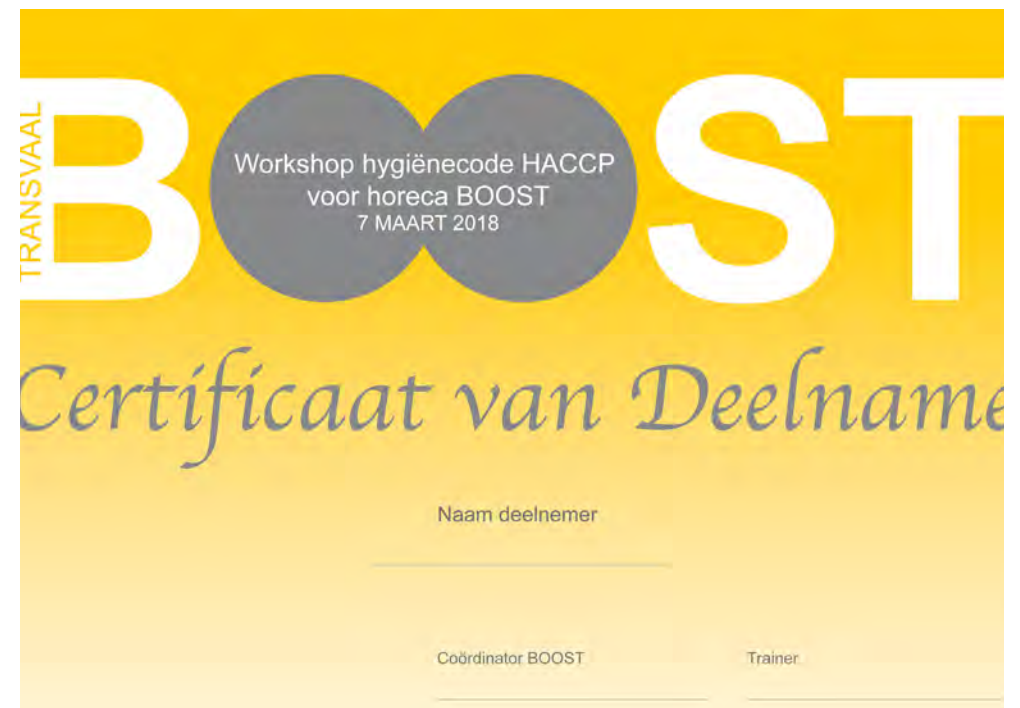 TRANSVAAL
BOOST
Workshop hygiënecode HACCP
voor horeca BOOST
7 MAART 2018
Certificaat van Deelname
Naam deelnemer
Coördinator BOOST
Trainer